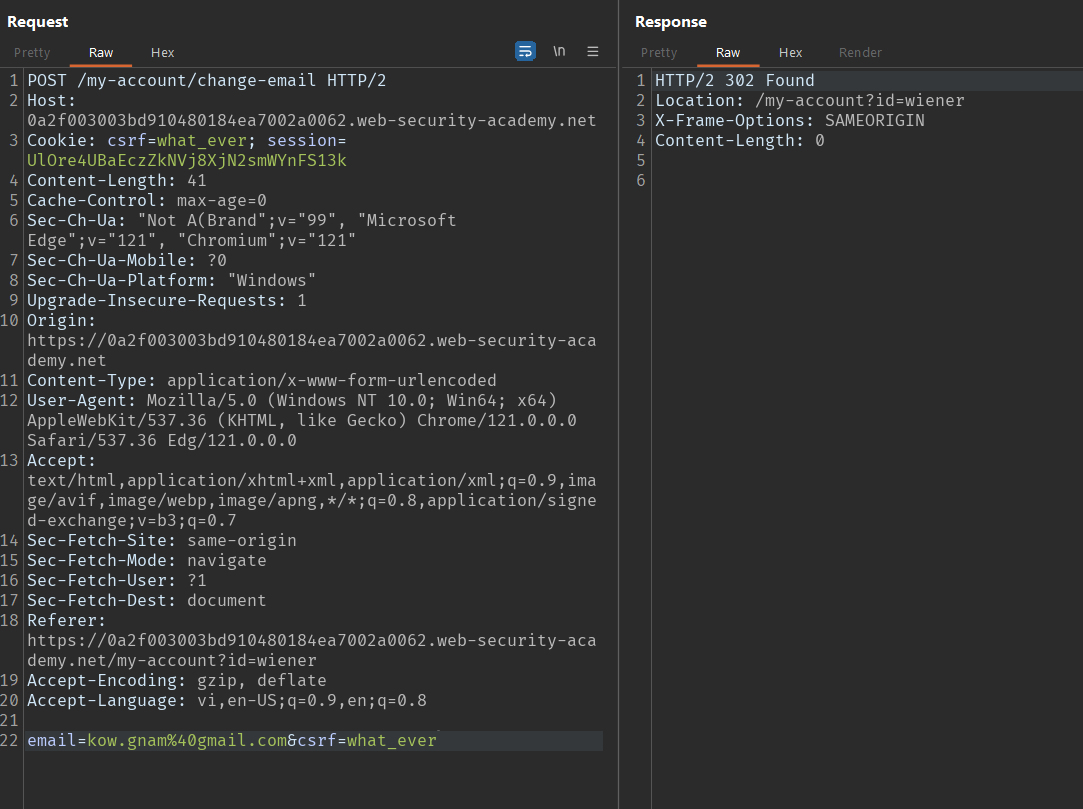 Request
Pretty Raw Hex \n
1 POST /my-account/change-email HTTP/2
2 Host:
0a2f003003bd910480184ea7002a0062.web-security-academy.net
3 Cookie: csrf=what_ever; session=
UlOre4UBaEczZkNVj8XjN2smWYnFS13k
4 Content-Length: 41
5 Cache-Control: max-age=0
6 Sec-Ch-Ua: "Not A(Brand";v="99", "Microsoft
Edge";v="121", "Chromium";v="121"
7 Sec-Ch-Ua-Mobile: ?0
8 Sec-Ch-Ua-Platform: "Windows"
9 Upgrade-Insecure-Requests: 1
10 Origin:
https://0a2f003003bd910480184ea7002a0062.web-security-aca
demy.net
11 Content-Type: application/x-www-form-urlencoded
12 User-Agent: Mozilla/5.0 (Windows NT 10.0; Win64; x64)
AppleWebKit/537.36 (KHTML, like Gecko) Chrome/121.0.0.0
Safari/537.36 Edg/121.0.0.0
13 Accept:
text/html,application/xhtml+xml,application/xml;q=0.9,ima
ge/avif,image/webp,image/apng,*/*;q=0.8,application/signe
d-exchange;v=b3;q=0.7
14 Sec-Fetch-Site: same-origin
15 Sec-Fetch-Mode: navigate
16 Sec-Fetch-User: ?1
17 Sec-Fetch-Dest: document
18 Referer:
https://0a2f003003bd910480184ea7002a0062.web-security-aca
demy.net/my-account?id=wiener
19 Accept-Encoding: gzip, deflate
20 Accept-Language: vi,en-US;q=0.9,en;q=0.8
21
22 email=kow.gnam%40gmail.com&csrf=what_ever
Response
Pretty Raw Hex Render
1 HTTP/2 302 Found
2 Location: /my-account?id=wiener
3 X-Frame-Options: SAMEORIGIN
4 Content-Length: 0
5
6